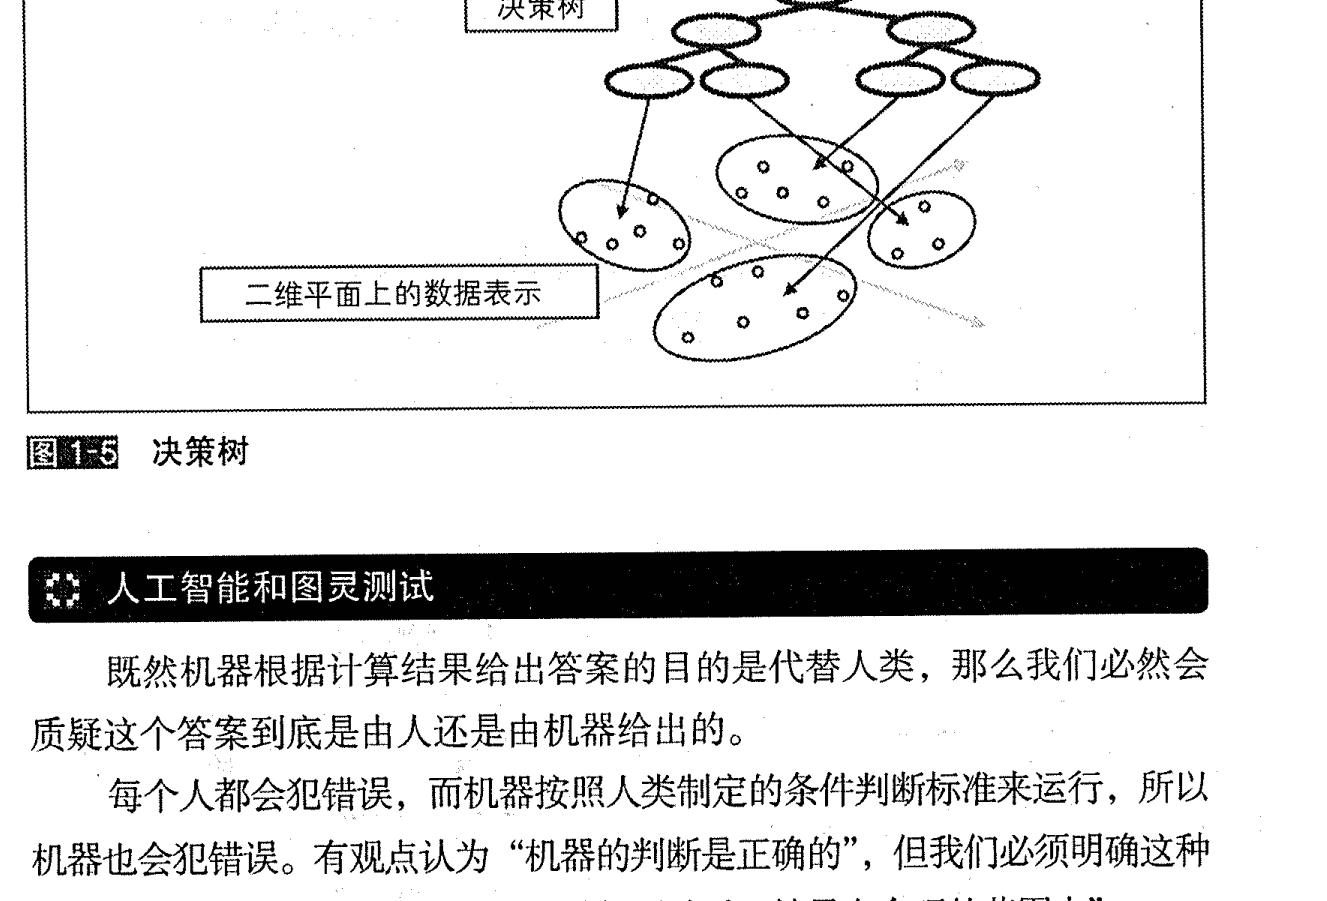 决策树
二维平面上的数据表示
图1-5 决策树
人工智能和图灵测试
既然机器根据计算结果给出答案的目的是代替人类，那么我们必然会
质疑这个答案到底是由人还是由机器给出的。
每个人都会犯错误，而机器按照人类制定的条件判断标准来运行，所以
机器也会犯错误。有观点认为“机器的判断是正确的”，但我们必须明确这种